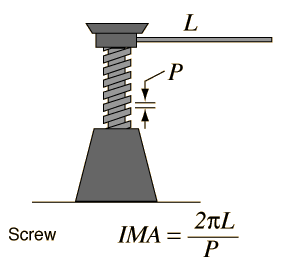 L
P
Screw
IMA = 2πL / P